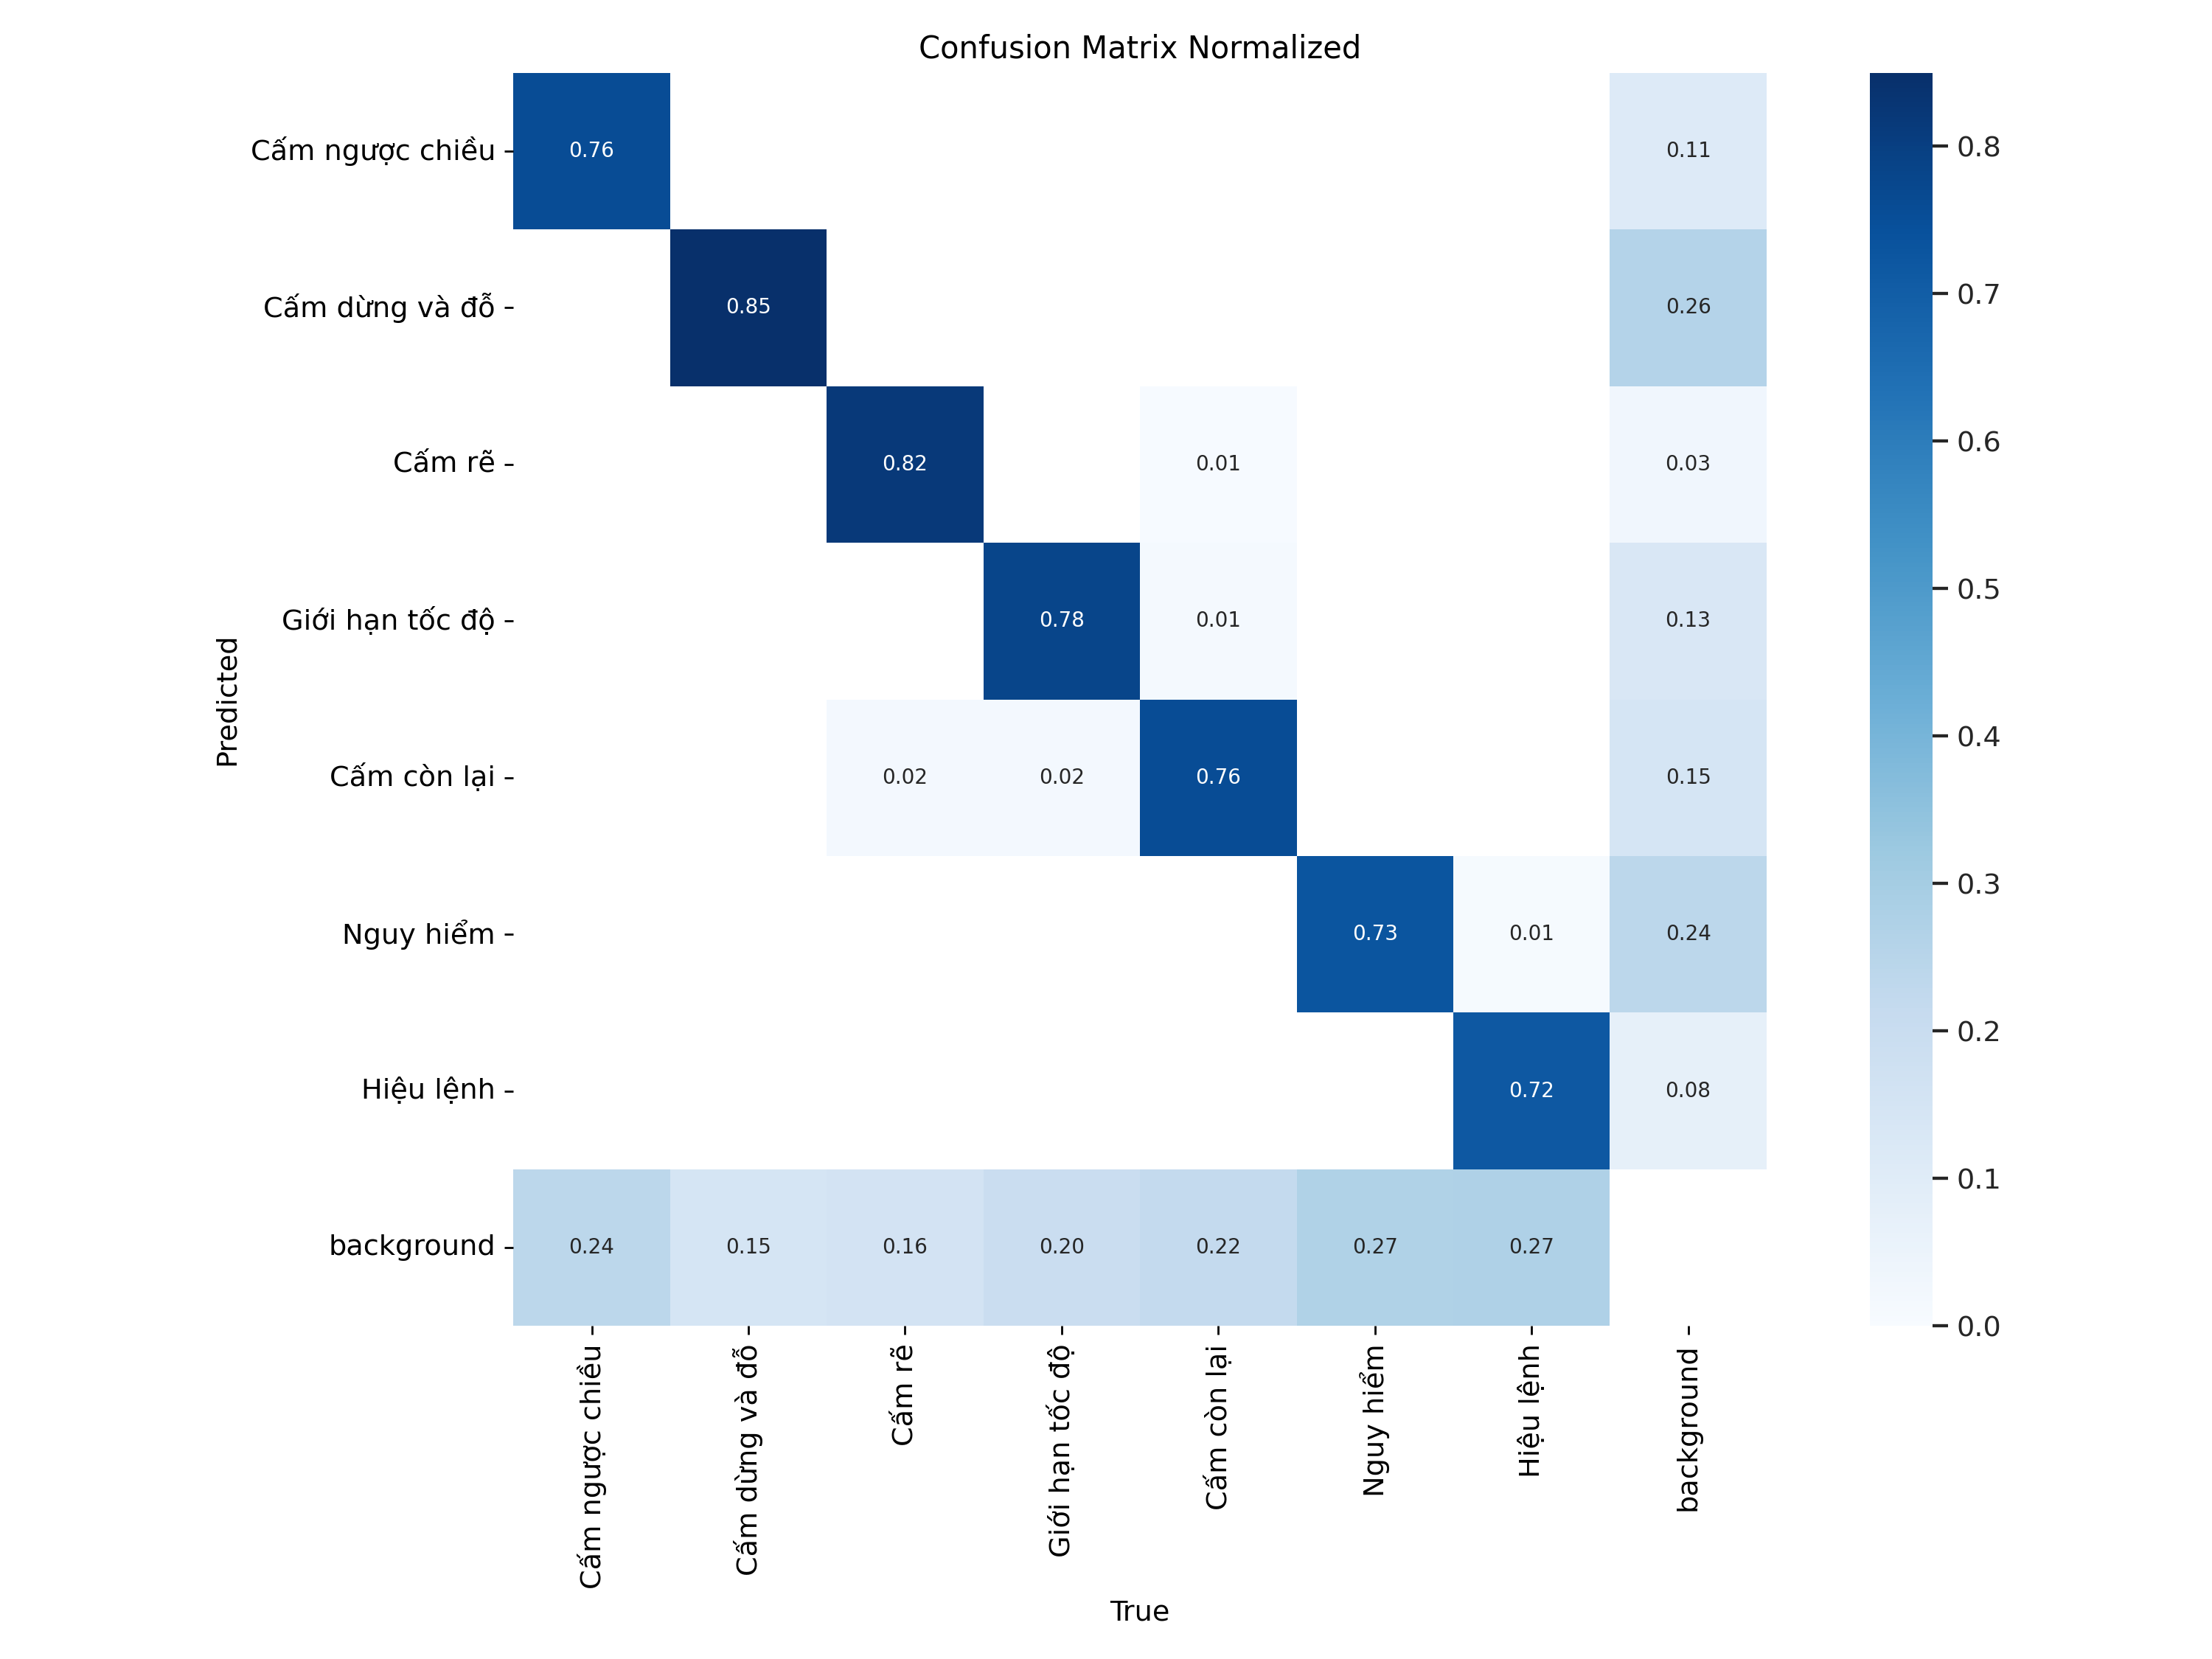 Confusion Matrix Normalized
Cấm ngược chiều
0.76
0.11
0.8
Cấm dừng và đỗ
0.85
0.26
0.7
Cấm rẽ
0.82
0.01
0.03
0.6
Giới hạn tốc độ
0.78
0.01
0.13
0.5
Predicted
Cấm còn lại
0.02
0.02
0.76
0.15
0.4
Nguy hiểm
0.73
0.01
0.24
0.3
Hiệu lệnh
0.72
0.08
0.2
background
0.24
0.15
0.16
0.20
0.22
0.27
0.27
0.1
0.0
Cấm ngược chiều
Cấm dừng và đỗ
Cấm rẽ
Giới hạn tốc độ
Cấm còn lại
Nguy hiểm
Hiệu lệnh
background
True